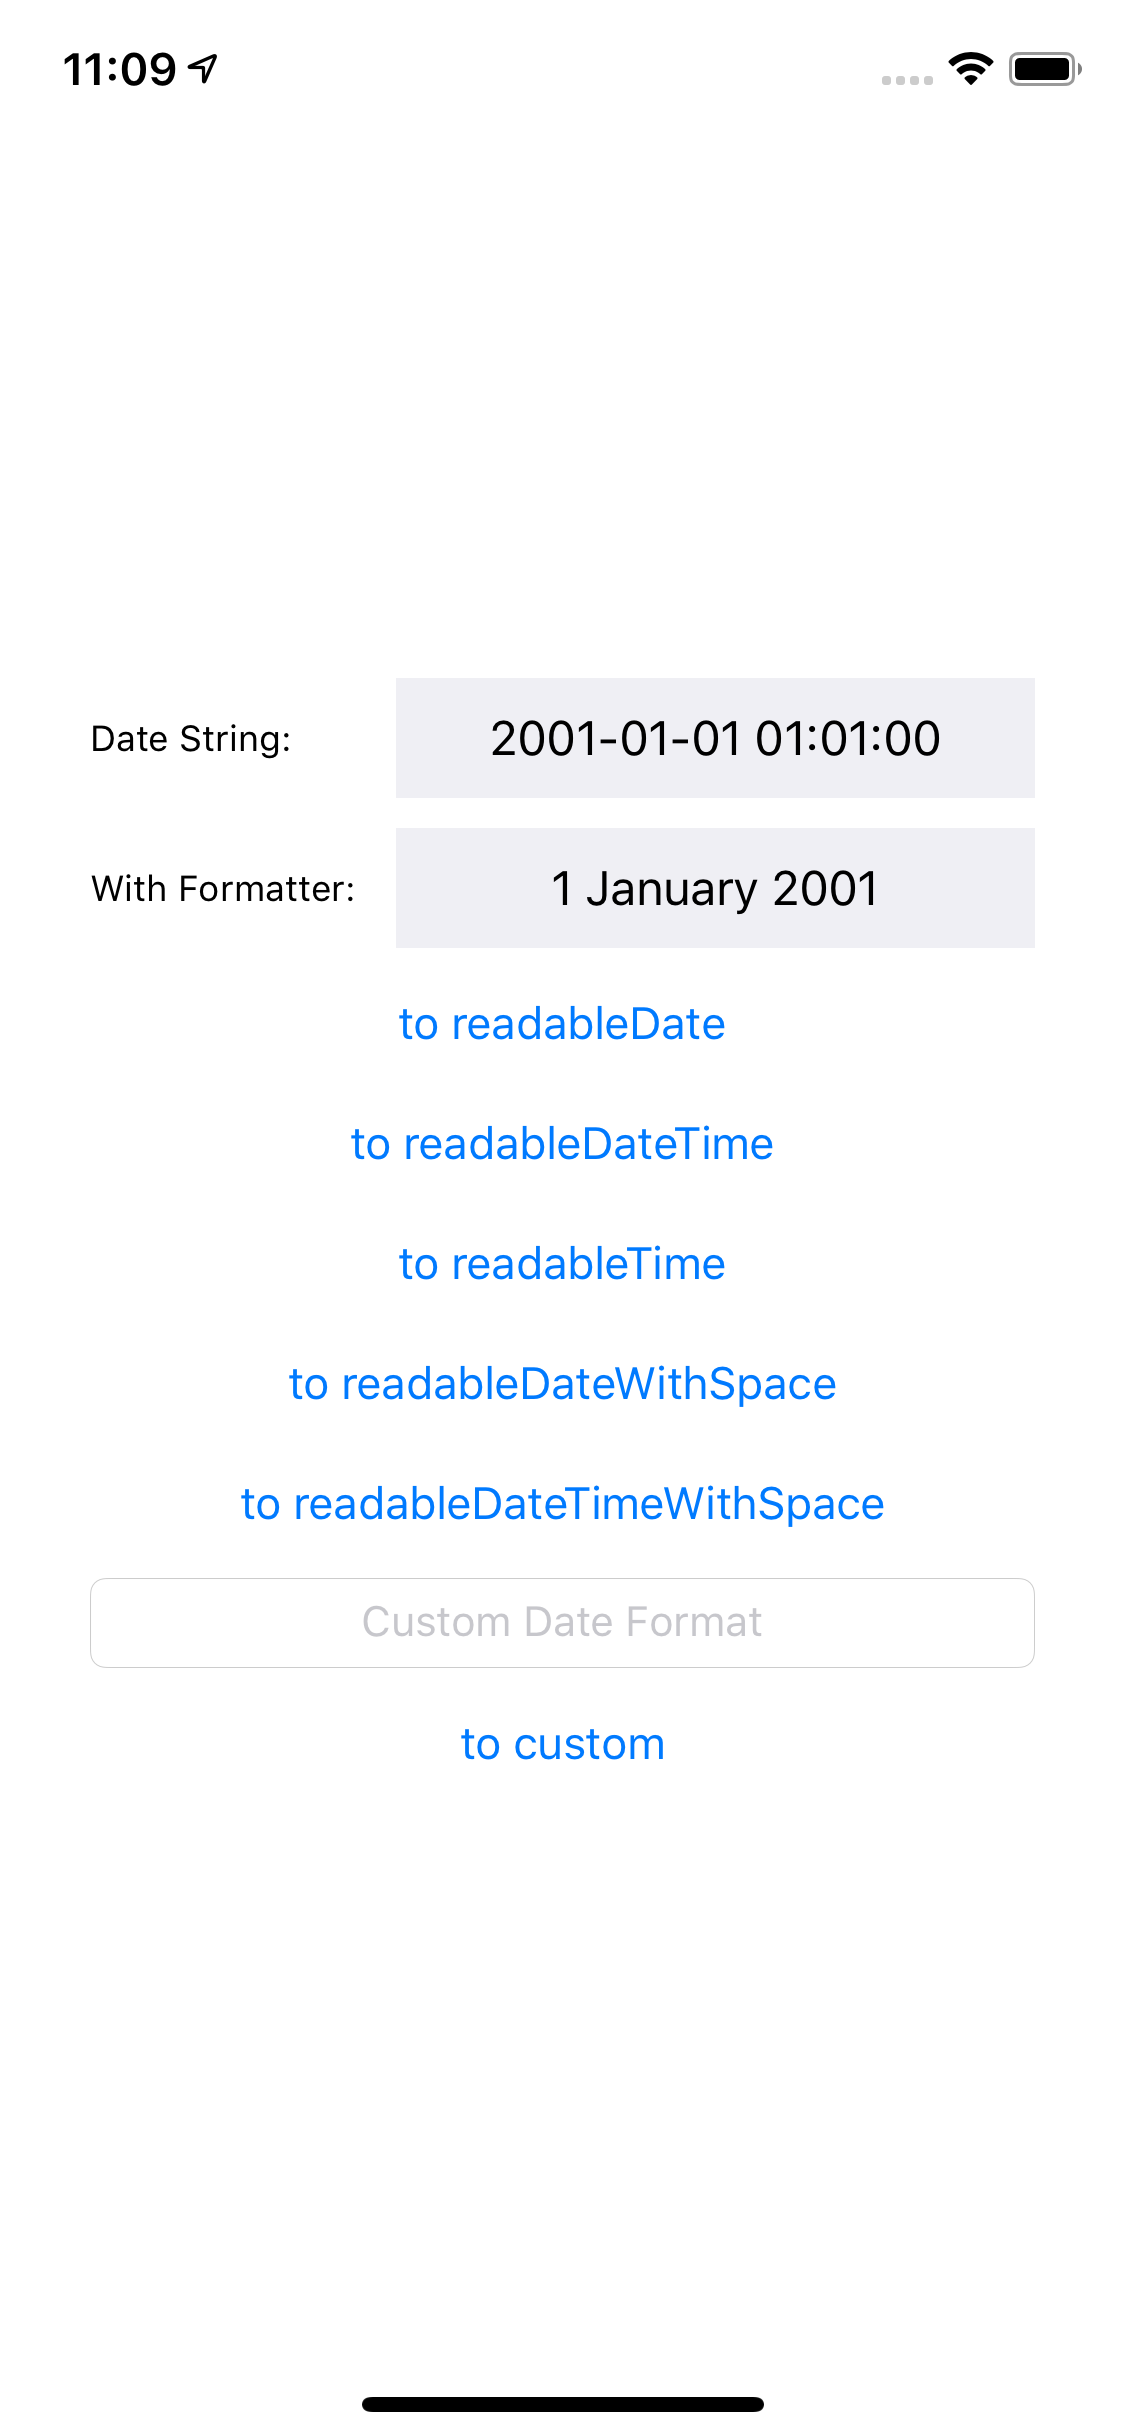 11:09
Date String:
2001-01-01 01:01:00
With Formatter:
1 January 2001
to readableDate
to readableDateTime
to readableTime
to readableDateWithSpace
to readableDateTimeWithSpace
Custom Date Format
to custom